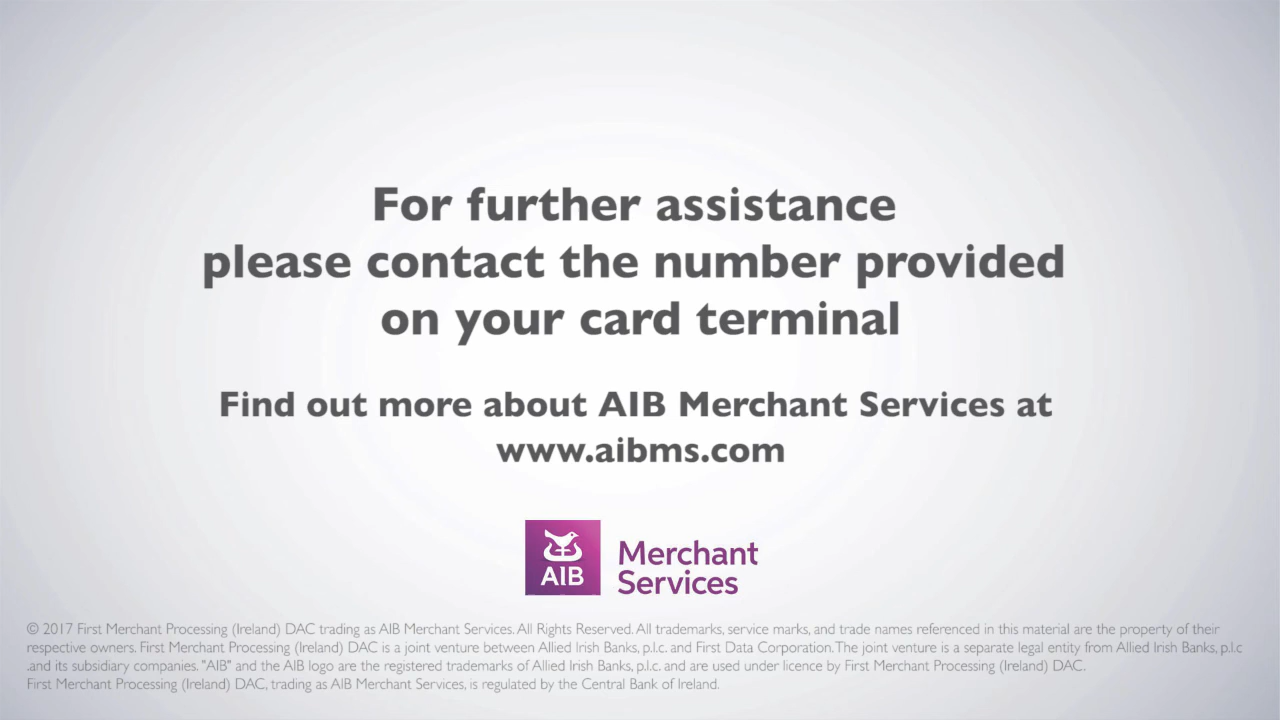 For further assistance
please contact the number provided
on your card terminal
Find out more about AIB Merchant Services at
www.aibms.com
AIB
Merchant
Services
© 2017 First Merchant Processing (Ireland) DAC trading as AIB Merchant Services. All Rights Reserved. All trademarks, service marks, and trade names referenced in this material are the property of their
respective owners. First Merchant Processing (Ireland) DAC is a joint venture between Allied Irish Banks, p.l.c. and First Data Corporation. The joint venture is a separate legal entity from Allied Irish Banks, p.l.c
.and its subsidiary companies. "AIB" and the AIB logo are the registered trademarks of Allied Irish Banks, p.l.c. and are used under licence by First Merchant Processing (Ireland) DAC.
First Merchant Processing (Ireland) DAC, trading as AIB Merchant Services, is regulated by the Central Bank of Ireland.